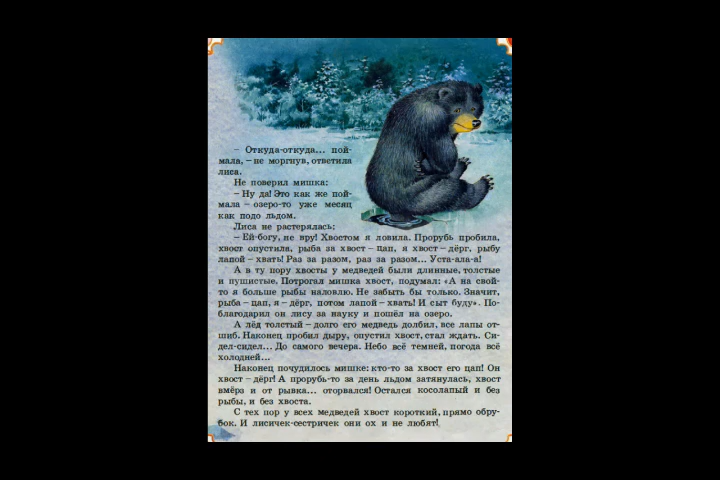 – Откуда-откуда... пой-
мала, – не моргнув, ответила
лиса.
Не поверил мишка:
– Ну да! Это как же пой-
мала – озеро-то уже месяц
как подо льдом.
Лиса не растерялась:
– Ей-богу, не вру! Хвостом я ловила. Прорубь пробила,
хвост опустила, рыба за хвост – цап, я хвост – дёрг, рыбу
лапой – хвать! Раз за разом, раз за разом... Уста-ала-а!
А в ту пору хвосты у медведей были длинные, толстые
и пушистые. Потрогал мишка хвост, подумал: «А на свой-
то я больше рыбы наловлю. Не забыть бы только. Значит,
рыба – цап, я – дёрг, потом лапой – хвать! И сыт буду». По-
благодарил он лису за науку и пошёл на озеро.
А лёд толстый – долго его медведь долбил, все лапы от-
шиб. Наконец пробил дыру, опустил хвост, стал ждать. Си-
дел-сидел... До самого вечера. Небо всё темней, погода всё
холодней...
Наконец почудилось мишке: кто-то за хвост его цап! Он
хвост – дёрг! А прорубь-то за день льдом затянулась, хвост
вмёрз и от рывка... оторвался! Остался косолапый и без
рыбы, и без хвоста.
С тех пор у всех медведей хвост короткий, прямо обру-
бок. И лисичек-сестричек они ох и не любят!